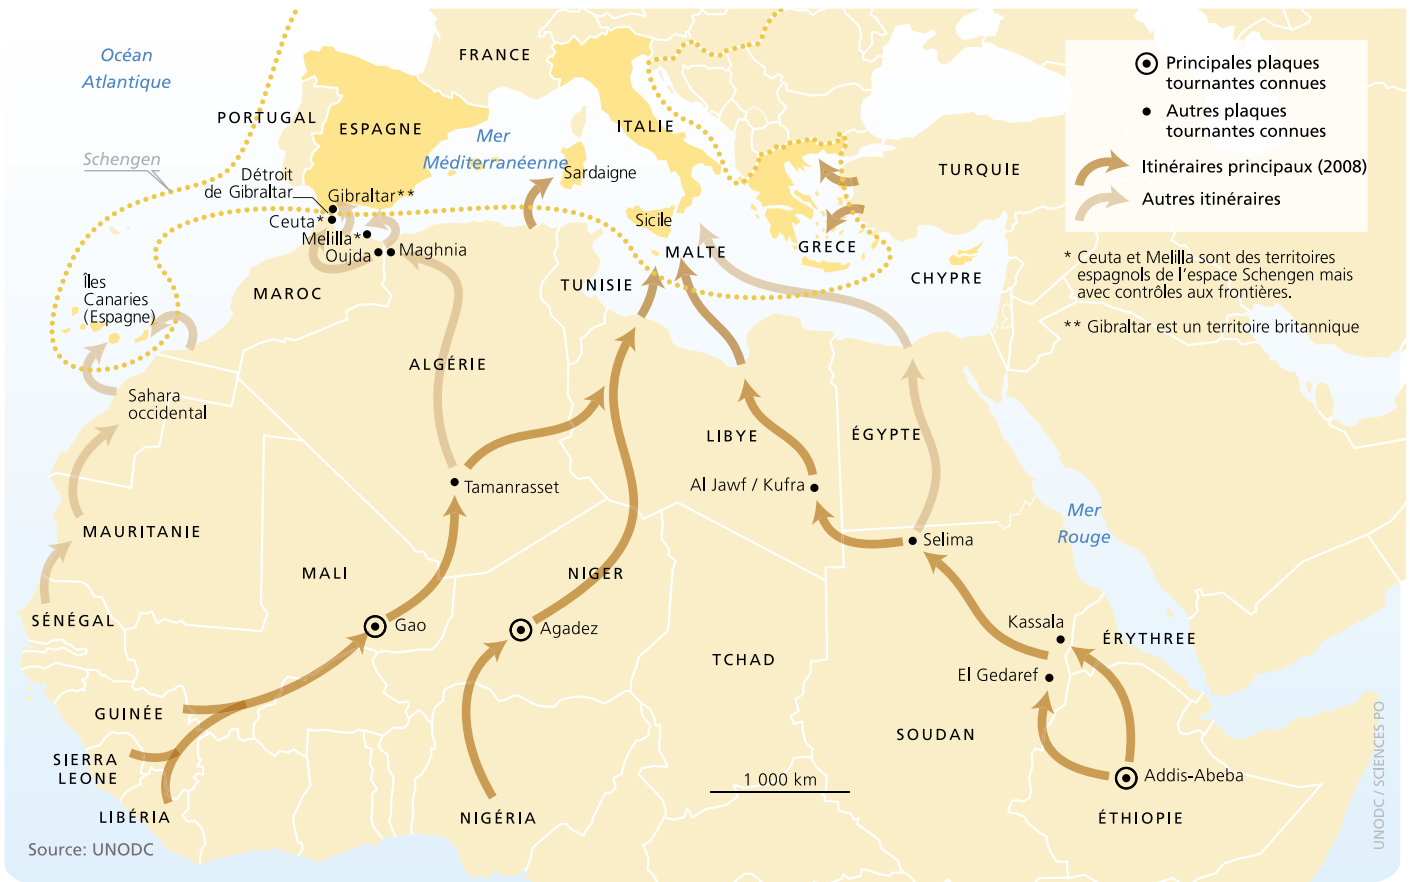 Océan
Atlantique
FRANCE
PORTUGAL
ESPAGNE
Mer
Méditerranéenne
ITALIE
Sardaigne
Schengen
Détroit
de Gibraltar
Gibraltar**
Ceuta*
Melilla*
Oujda
Maghnia
Sicile
MALTE
GRECE
TURQUIE
CHYPRE
Îles
Canaries
(Espagne)
MAROC
TUNISIE
ALGÉRIE
Sahara
occidental
LIBYE
ÉGYPTE
Tamanrasset
Al Jawf / Kufra
Mer
Rouge
MAURITANIE
Selima
MALI
NIGER
SÉNÉGAL
Gao
Agadez
Kassala
ÉRYTHREE
TCHAD
El Gedaref
GUINÉE
SOUDAN
SIERRA
LEONE
1 000 km
Addis-Abeba
LIBÉRIA
NIGÉRIA
ÉTHIOPIE
Source: UNODC
Principales plaques
tournantes connues
Autres plaques
tournantes connues
Itinéraires principaux (2008)
Autres itinéraires
* Ceuta et Melilla sont des territoires
espagnols de l'espace Schengen mais
avec contrôles aux frontières.
** Gibraltar est un territoire britannique
UNODC / SCIENCES PO